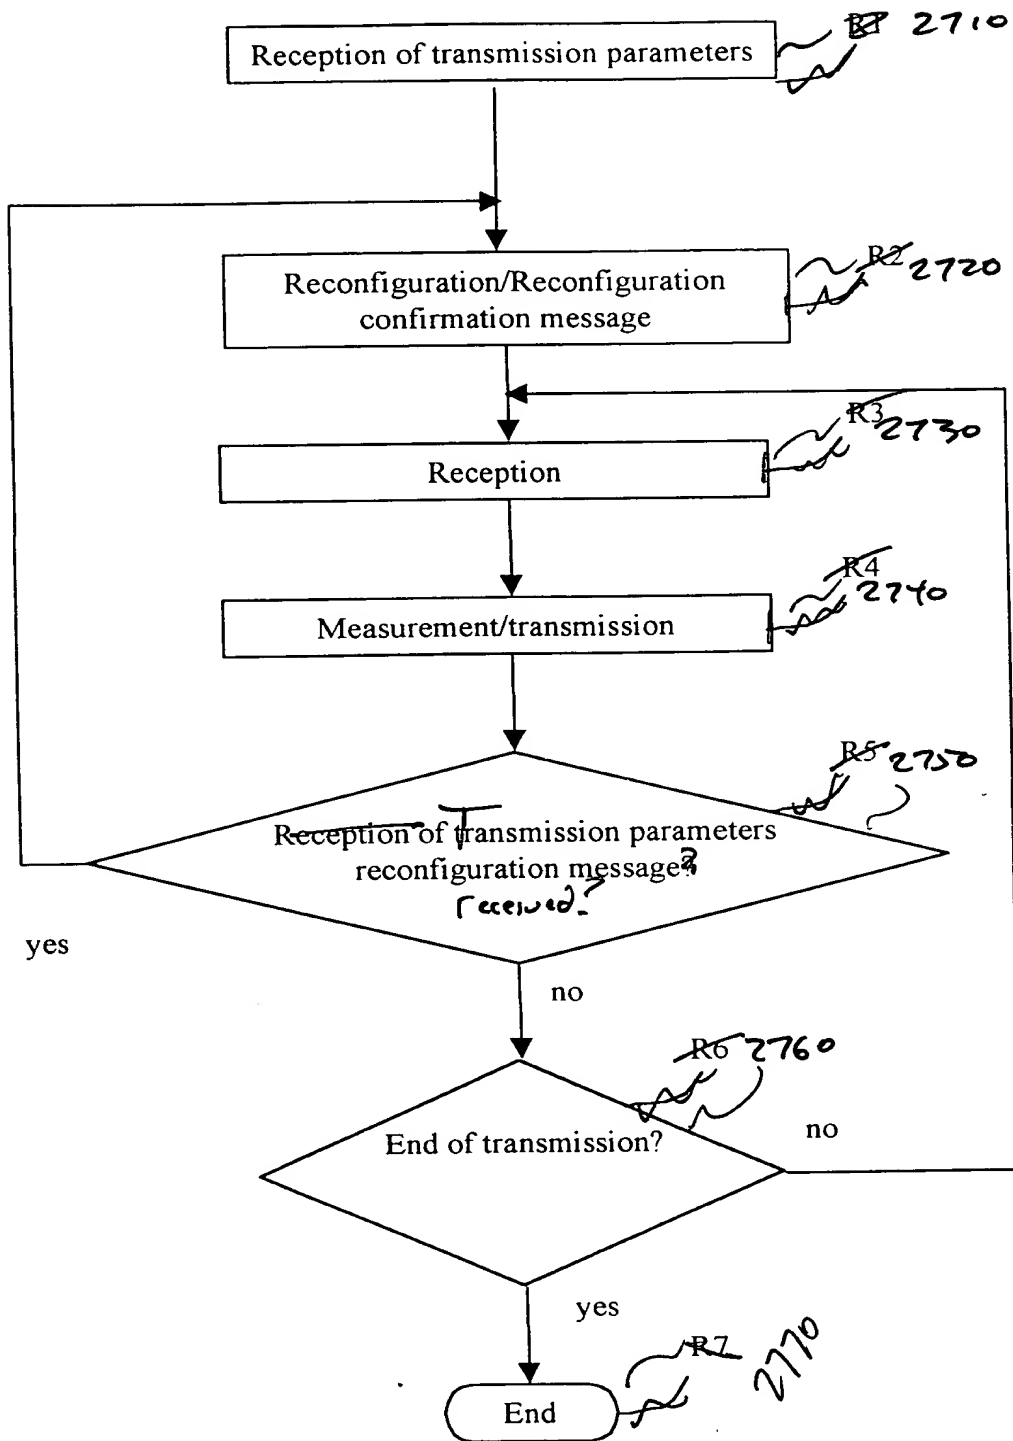 Reception of transmission parameters
R1 2710
Reconfiguration/Reconfiguration
confirmation message
R2 2720
Reception
R3 2730
Measurement/transmission
R4 2740
Reception of Transmission parameters
reconfiguration message?
received?
R5 2750
yes
no
End of transmission?
R6 2760
no
yes
End
R7 2770